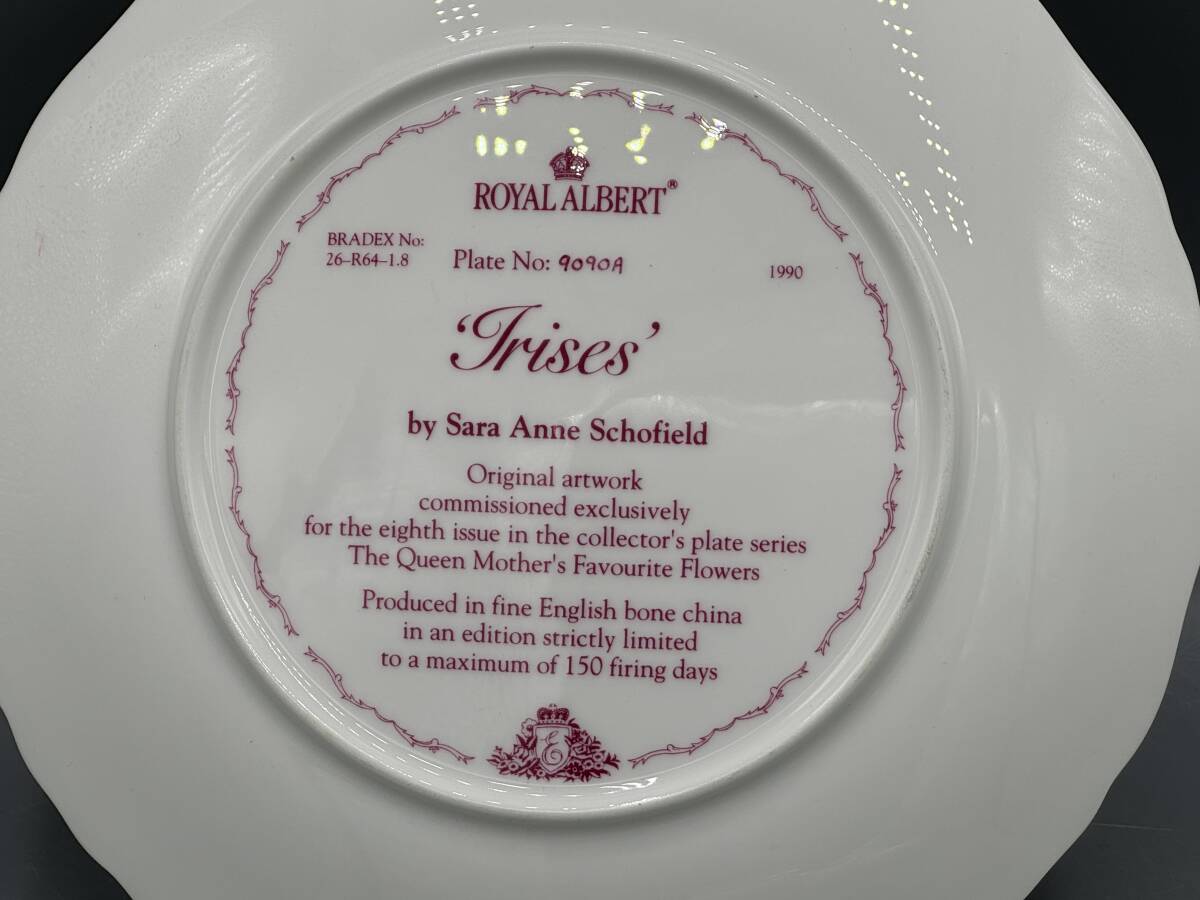 ROYAL ALBERT®
BRADEX No:
26-R64-1.8
Plate No: 9090A
1990
'Irises'
by Sara Anne Schofield
Original artwork
commissioned exclusively
for the eighth issue in the collector's plate series
The Queen Mother's Favourite Flowers
Produced in fine English bone china
in an edition strictly limited
to a maximum of 150 firing days
E